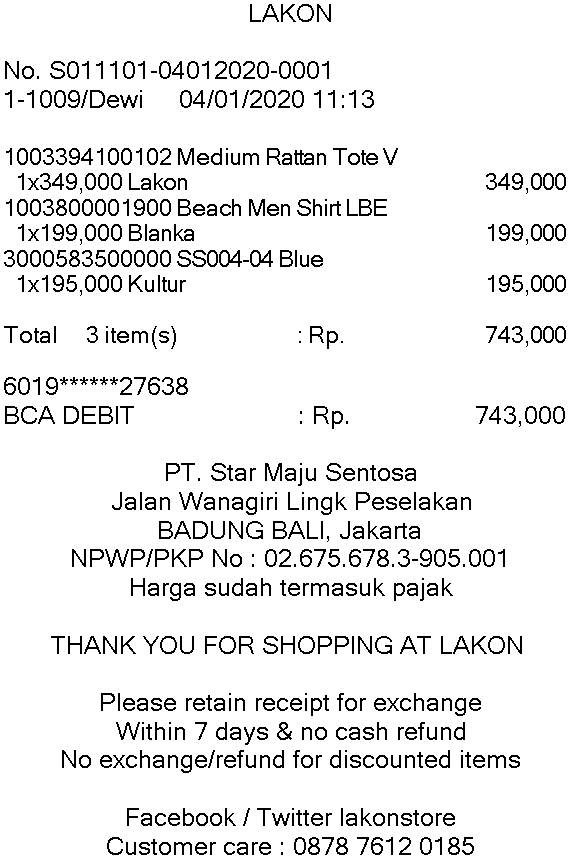 LAKON
No. S011101-04012020-0001
1-1009/Dewi 04/01/2020 11:13
1003394100102 Medium Rattan Tote V
1x349,000 Lakon 349,000
1003800001900 Beach Men Shirt LBE
1x199,000 Blanka 199,000
3000583500000 SS004-04 Blue
1x195,000 Kultur 195,000
Total 3 item(s) : Rp. 743,000
6019******27638
BCA DEBIT : Rp. 743,000
PT. Star Maju Sentosa
Jalan Wanagiri Lingk Peselakan
BADUNG BALI, Jakarta
NPWP/PKP No : 02.675.678.3-905.001
Harga sudah termasuk pajak
THANK YOU FOR SHOPPING AT LAKON
Please retain receipt for exchange
Within 7 days & no cash refund
No exchange/refund for discounted items
Facebook / Twitter lakonstore
Customer care : 0878 7612 0185